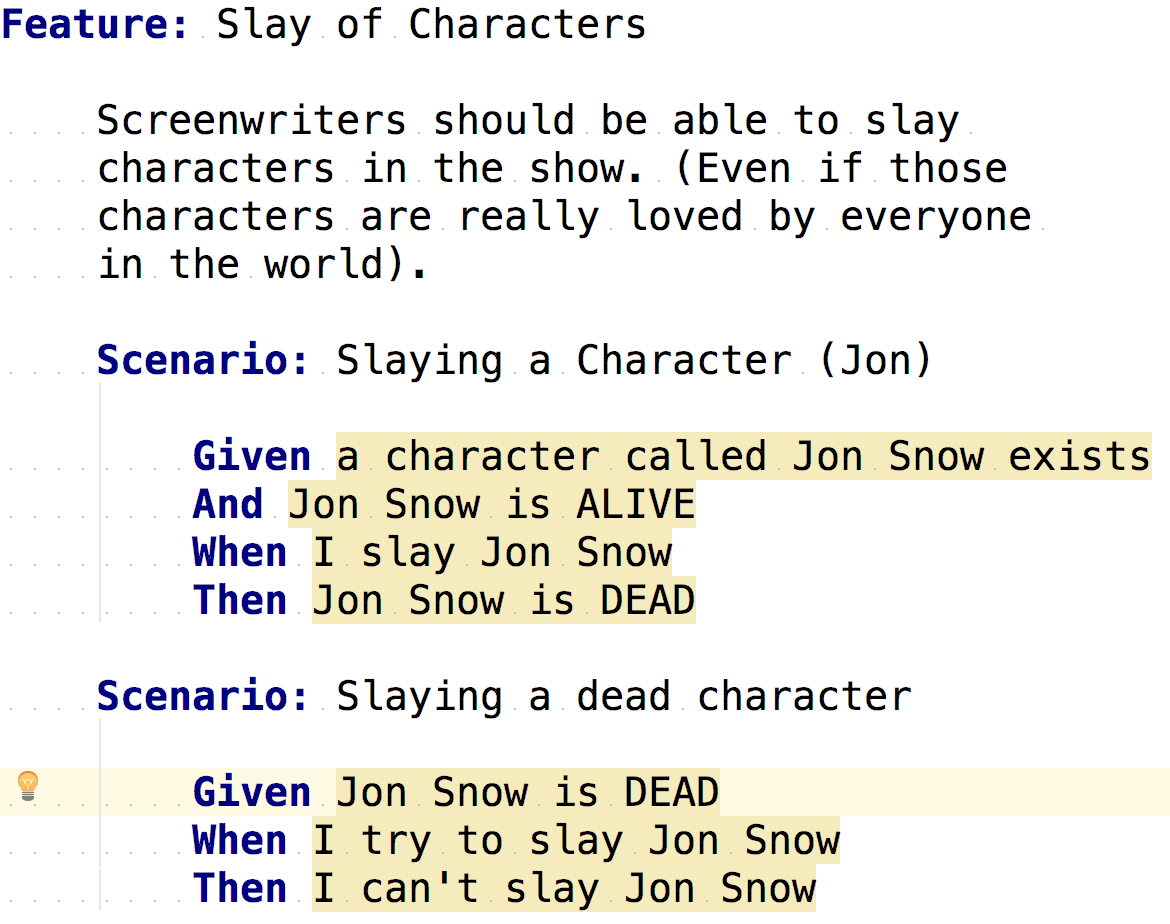 Feature: Slay of Characters
Screenwriters should be able to slay
characters in the show. (Even if those
characters are really loved by everyone
in the world).
Scenario: Slaying a Character (Jon)
Given a character called Jon Snow exists
And Jon Snow is ALIVE
When I slay Jon Snow
Then Jon Snow is DEAD
Scenario: Slaying a dead character
Given Jon Snow is DEAD
When I try to slay Jon Snow
Then I can't slay Jon Snow